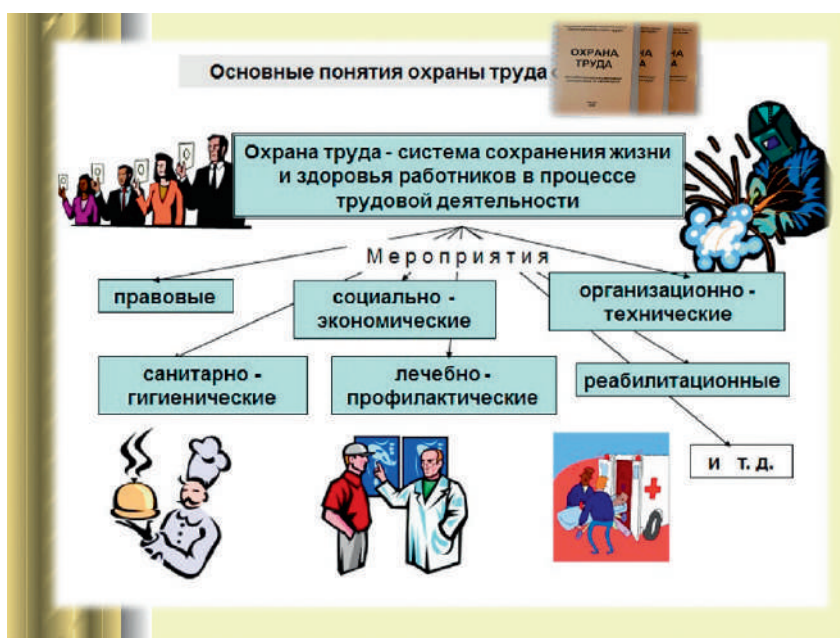 Основные понятия охраны труда
ОХРАНА
ТРУДА
Охрана труда - система сохранения жизни
и здоровья работников в процессе
трудовой деятельности
Мероприятия
правовые
социально -
экономические
организационно -
технические
санитарно -
гигиенические
лечебно -
профилактические
реабилитационные
и т.д.